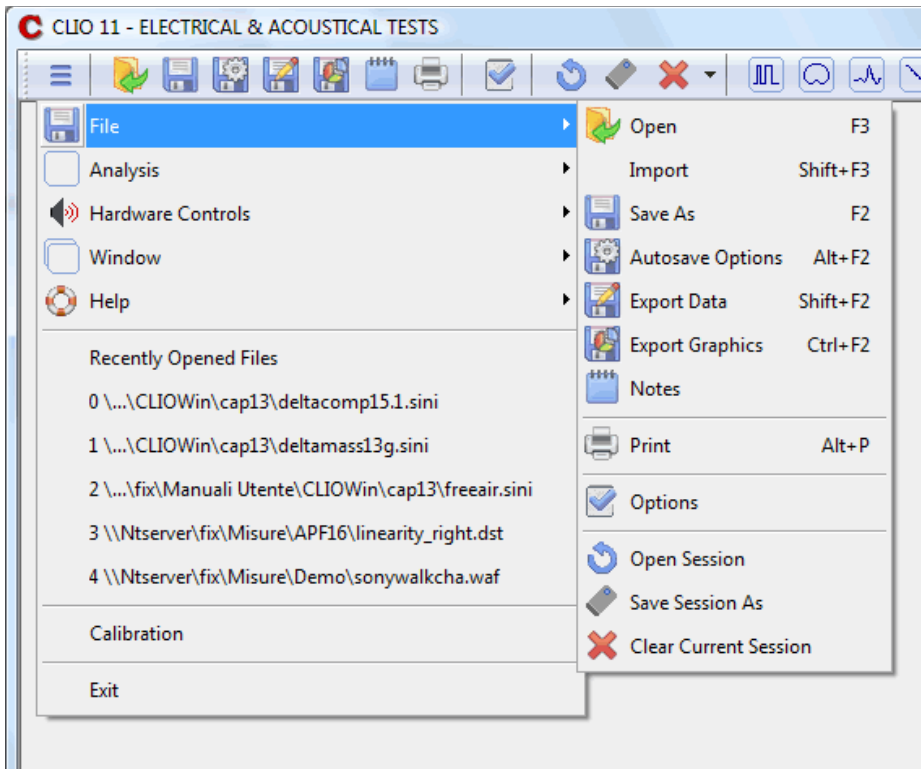 CLIO 11 - ELECTRICAL & ACOUSTICAL TESTS
File
Analysis
Hardware Controls
Window
Help
Recently Opened Files
0 \...\CLIOWin\cap13\deltacomp15.1.sini
1 \...\CLIOWin\cap13\deltamass13g.sini
2 \...\fix\Manuali Utente\CLIOWin\cap13\freeair.sini
3 \\Ntserver\fix\Misure\APF16\linearity_right.dst
4 \\Ntserver\fix\Misure\Demo\sonywalkcha.waf
Calibration
Exit
Open F3
Import Shift+F3
Save As F2
Autosave Options Alt+F2
Export Data Shift+F2
Export Graphics Ctrl+F2
Notes
Print Alt+P
Options
Open Session
Save Session As
Clear Current Session